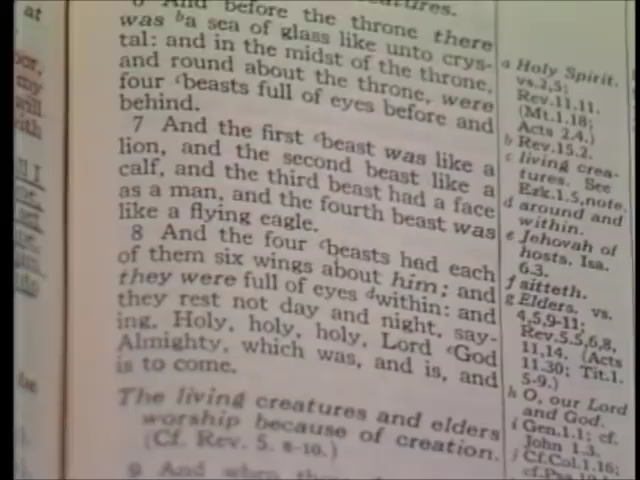 at
And before the throne there
was b a sea of glass like unto crys-
tal: and in the midst of the throne,
and round about the throne, were
four c beasts full of eyes before and
behind.
7 And the first c beast was like a
lion, and the second beast like a
calf, and the third beast had a face
as a man, and the fourth beast was
like a flying eagle.
8 And the four c beasts had each
of them six wings about him; and
they were full of eyes d within: and
they rest not day and night, say-
ing, Holy, holy, holy, Lord e God
Almighty, which was, and is, and
is to come.
The living creatures and elders
worship because of creation.
(Cf. Rev. 5. 8-10.)
9 And when
a Holy Spirit.
vs.2,5;
Rev.11.11.
(Mt.1.18;
Acts 2.4.)
b Rev.15.2.
c living crea-
tures. See
Ezk.1.5,note.
d around and
within.
e Jehovah of
hosts. Isa.
6.3.
f sitteth.
g Elders. vs.
4,5,9-11;
Rev.5.5,6,8,
11,14. (Acts
11.30; Tit.1.
5-9.)
h O, our Lord
and God.
i Gen.1.1; cf.
John 1.3.
j Cf.Col.1.16;